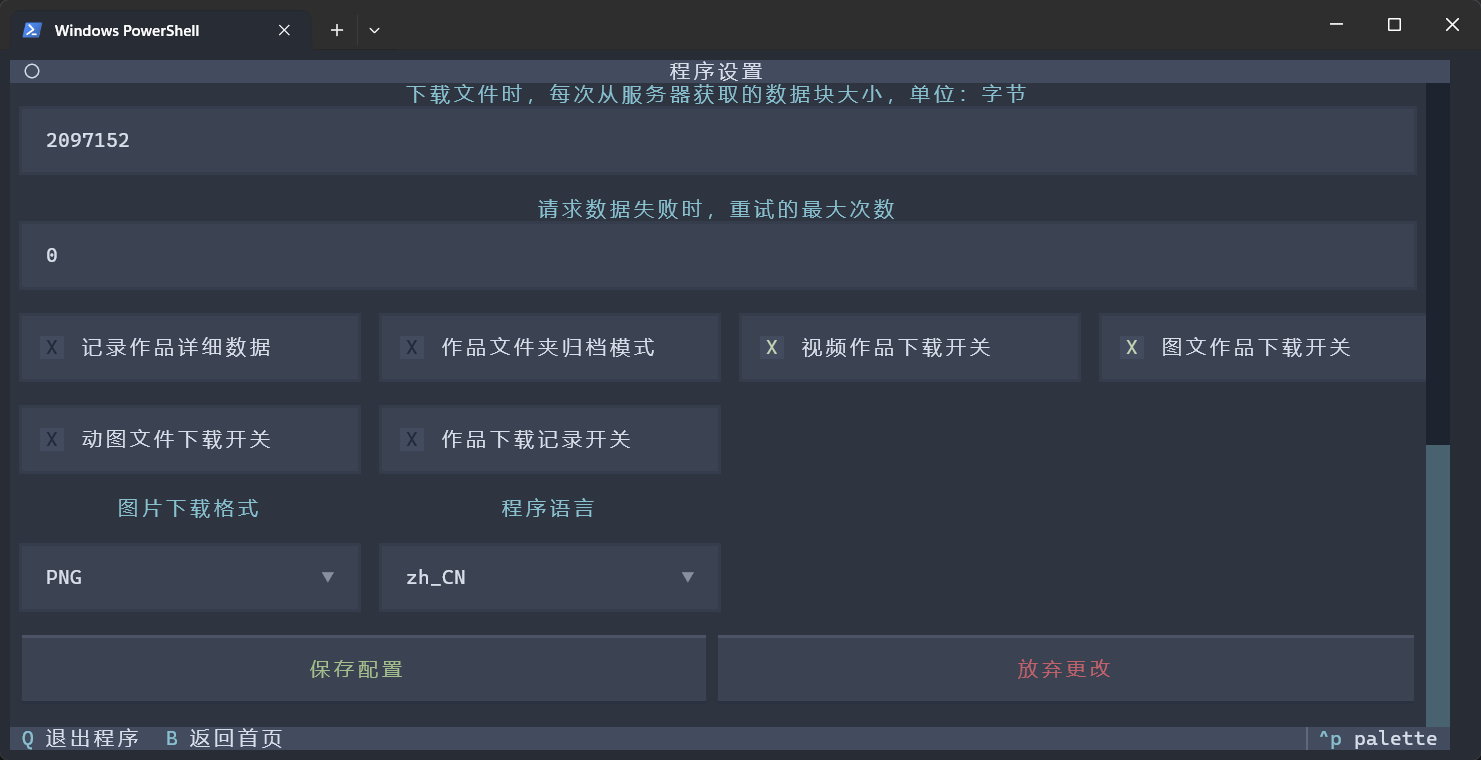 Windows PowerShell
程序设置
下载文件时，每次从服务器获取的数据块大小，单位：字节
2097152
请求数据失败时，重试的最大次数
0
X 记录作品详细数据 X 作品文件夹归档模式 X 视频作品下载开关 X 图文作品下载开关
X 动图文件下载开关 X 作品下载记录开关
图片下载格式 程序语言
PNG ▼ zh_CN ▼
保存配置 放弃更改
Q 退出程序 B 返回首页 ^p palette